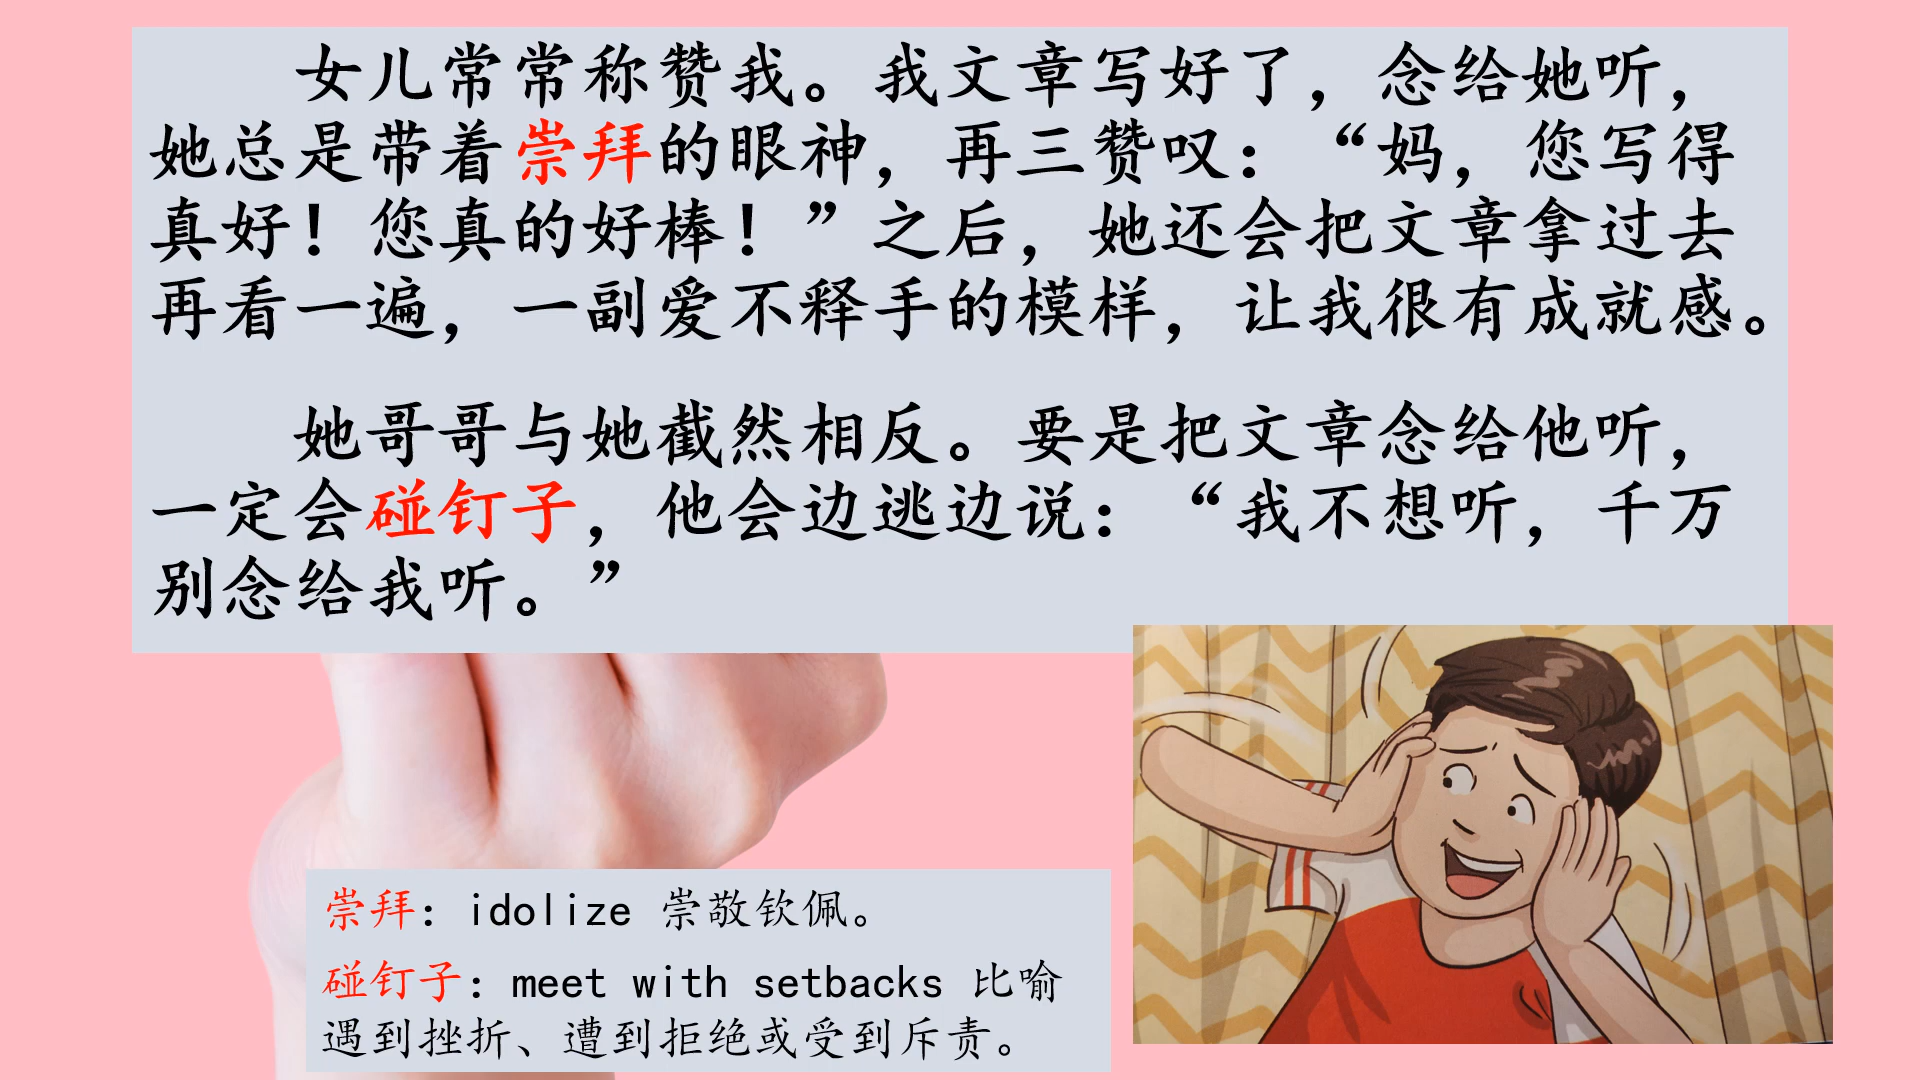 女儿常常称赞我。我文章写好了，念给她听，
她总是带着崇拜的眼神，再三赞叹：“妈，您写得
真好！您真的好棒！”之后，她还会把文章拿过去
再看一遍，一副爱不释手的模样，让我很有成就感。
她哥哥与她截然相反。要是把文章念给他听，
一定会碰钉子，他会边逃边说：“我不想听，千万
别念给我听。”
崇拜：idolize 崇敬钦佩。
碰钉子：meet with setbacks 比喻
遇到挫折、遭到拒绝或受到斥责。